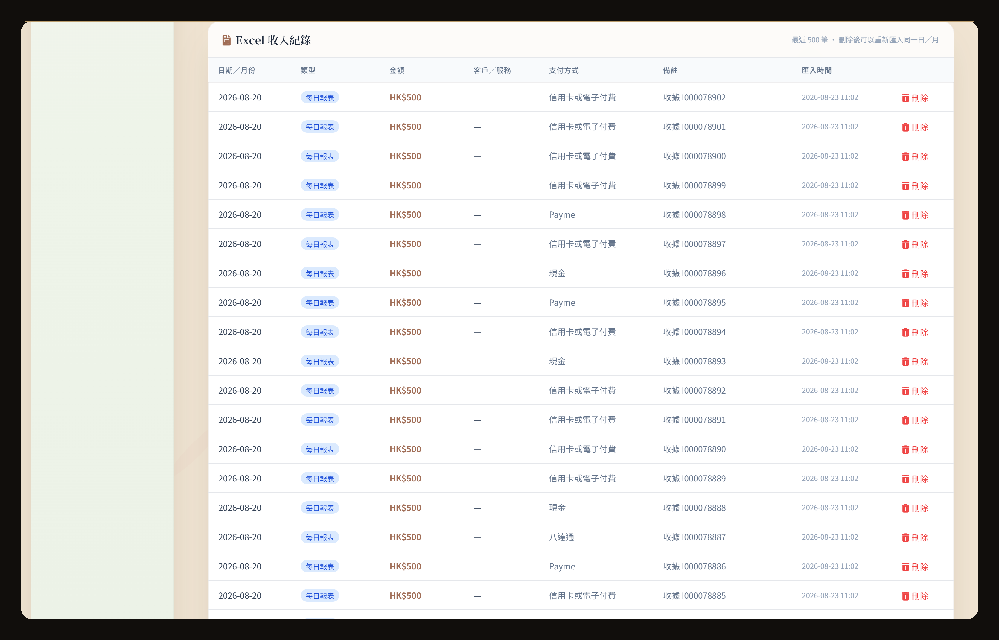 Excel 收入紀錄
最近 500 筆 · 刪除後可以重新匯入同一日／月
日期／月份 類型 金額 客戶／服務 支付方式 備註 匯入時間
2026-08-20 每日報表 HK$500 — 信用卡或電子付費 收據 I000078902 2026-08-23 11:02 刪除
2026-08-20 每日報表 HK$500 — 信用卡或電子付費 收據 I000078901 2026-08-23 11:02 刪除
2026-08-20 每日報表 HK$500 — 信用卡或電子付費 收據 I000078900 2026-08-23 11:02 刪除
2026-08-20 每日報表 HK$500 — 信用卡或電子付費 收據 I000078899 2026-08-23 11:02 刪除
2026-08-20 每日報表 HK$500 — Payme 收據 I000078898 2026-08-23 11:02 刪除
2026-08-20 每日報表 HK$500 — 信用卡或電子付費 收據 I000078897 2026-08-23 11:02 刪除
2026-08-20 每日報表 HK$500 — 現金 收據 I000078896 2026-08-23 11:02 刪除
2026-08-20 每日報表 HK$500 — Payme 收據 I000078895 2026-08-23 11:02 刪除
2026-08-20 每日報表 HK$500 — 信用卡或電子付費 收據 I000078894 2026-08-23 11:02 刪除
2026-08-20 每日報表 HK$500 — 現金 收據 I000078893 2026-08-23 11:02 刪除
2026-08-20 每日報表 HK$500 — 信用卡或電子付費 收據 I000078892 2026-08-23 11:02 刪除
2026-08-20 每日報表 HK$500 — 信用卡或電子付費 收據 I000078891 2026-08-23 11:02 刪除
2026-08-20 每日報表 HK$500 — 信用卡或電子付費 收據 I000078890 2026-08-23 11:02 刪除
2026-08-20 每日報表 HK$500 — 信用卡或電子付費 收據 I000078889 2026-08-23 11:02 刪除
2026-08-20 每日報表 HK$500 — 現金 收據 I000078888 2026-08-23 11:02 刪除
2026-08-20 每日報表 HK$500 — 八達通 收據 I000078887 2026-08-23 11:02 刪除
2026-08-20 每日報表 HK$500 — Payme 收據 I000078886 2026-08-23 11:02 刪除
2026-08-20 每日報表 HK$500 — 信用卡或電子付費 收據 I000078885 2026-08-23 11:02 刪除